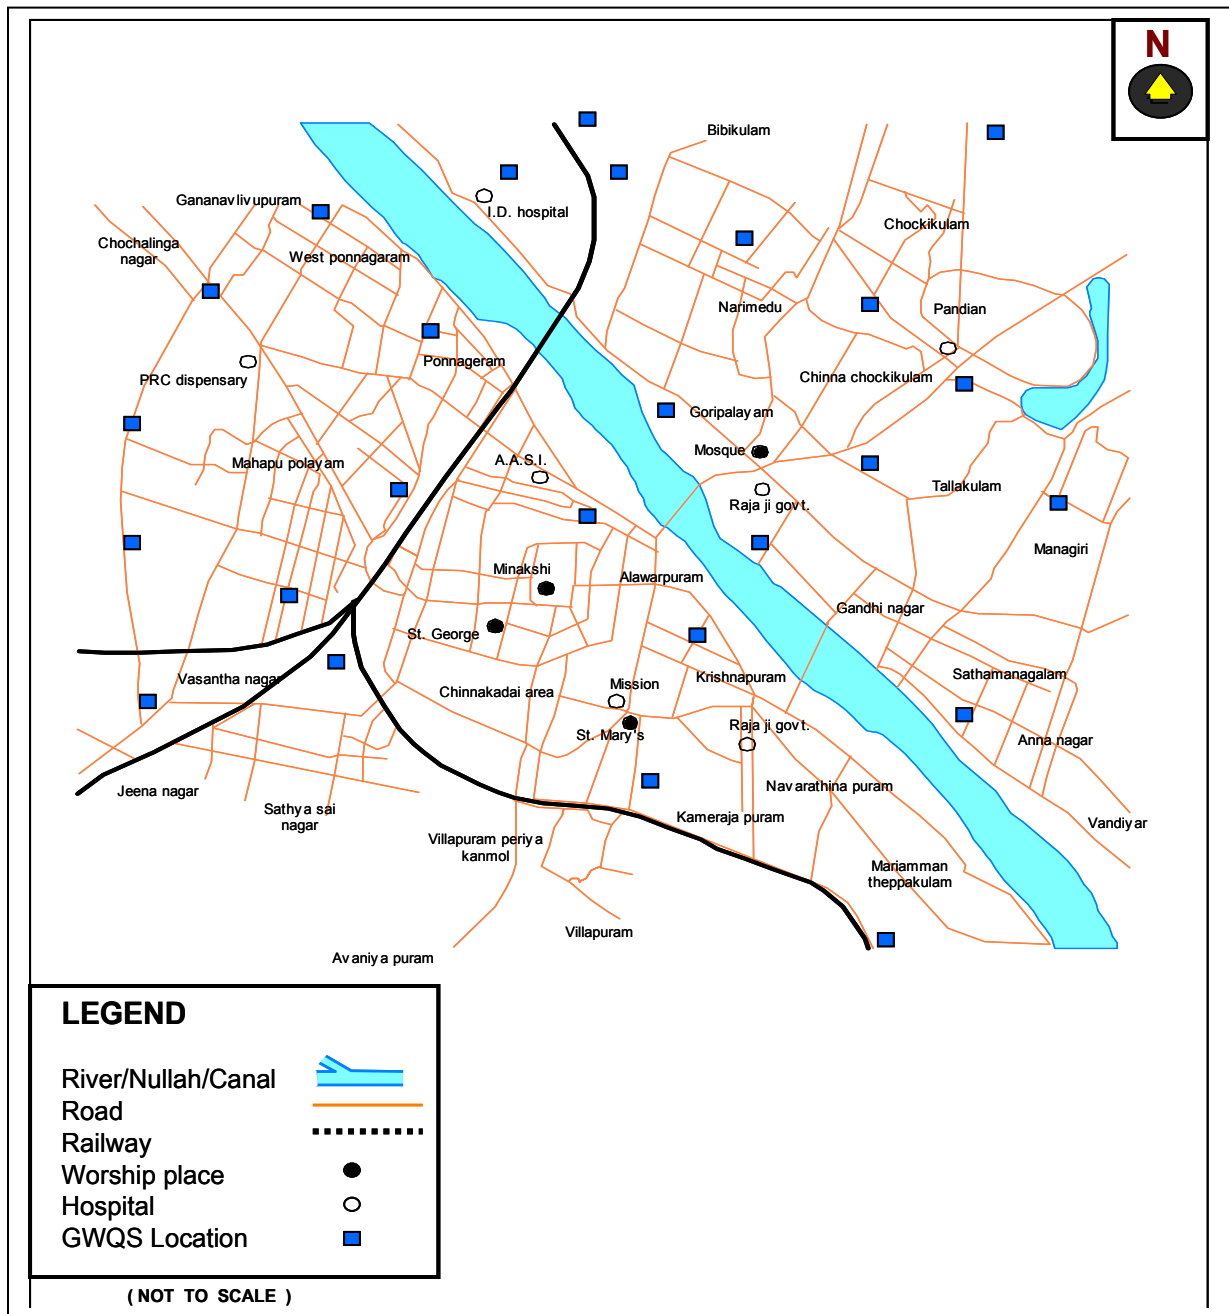 N
Bibikulam
Gananavlivupuram
I.D. hospital
Chockikulam
Chochalinga
nagar
West ponnagaram
Narimedu
Pandian
Ponnageram
PRC dispensary
Chinna chockikulam
Goripalayam
Mosque
Mahapu polayam
A.A.S.I.
Tallakulam
Raja ji govt.
Managiri
Minakshi
Alawarpuram
Gandhi nagar
St. George
Vasantha nagar
Krishnapuram
Sathamanagalam
Chinnakadai area
Mission
St. Mary's
Raja ji govt.
Anna nagar
Jeena nagar
Navarathina puram
Sathya sai
nagar
Kameraja puram
Vandiyar
Villapuram periya
kanmol
Mariamman
theppakulam
Villapuram
Avaniya puram
LEGEND
River/Nullah/Canal
Road
Railway
Worship place
Hospital
GWQS Location
( NOT TO SCALE )